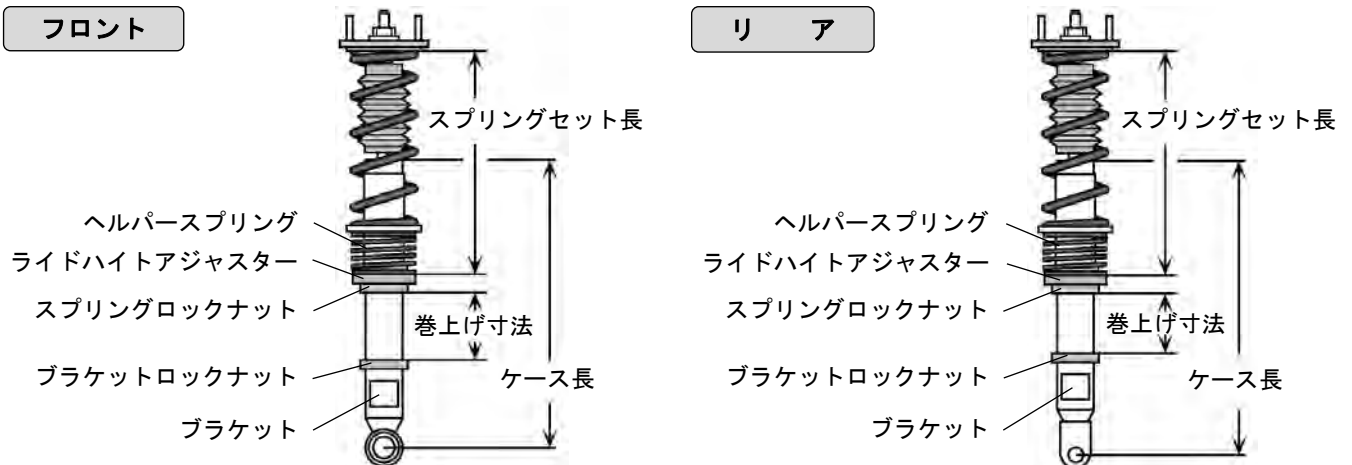 フロント
スプリングセット長
ヘルパースプリング
ライドハイトアジャスター
スプリングロックナット
巻上げ寸法
ブラケットロックナット
ケース長
ブラケット
リ ア
スプリングセット長
ヘルパースプリング
ライドハイトアジャスター
スプリングロックナット
巻上げ寸法
ブラケットロックナット
ケース長
ブラケット